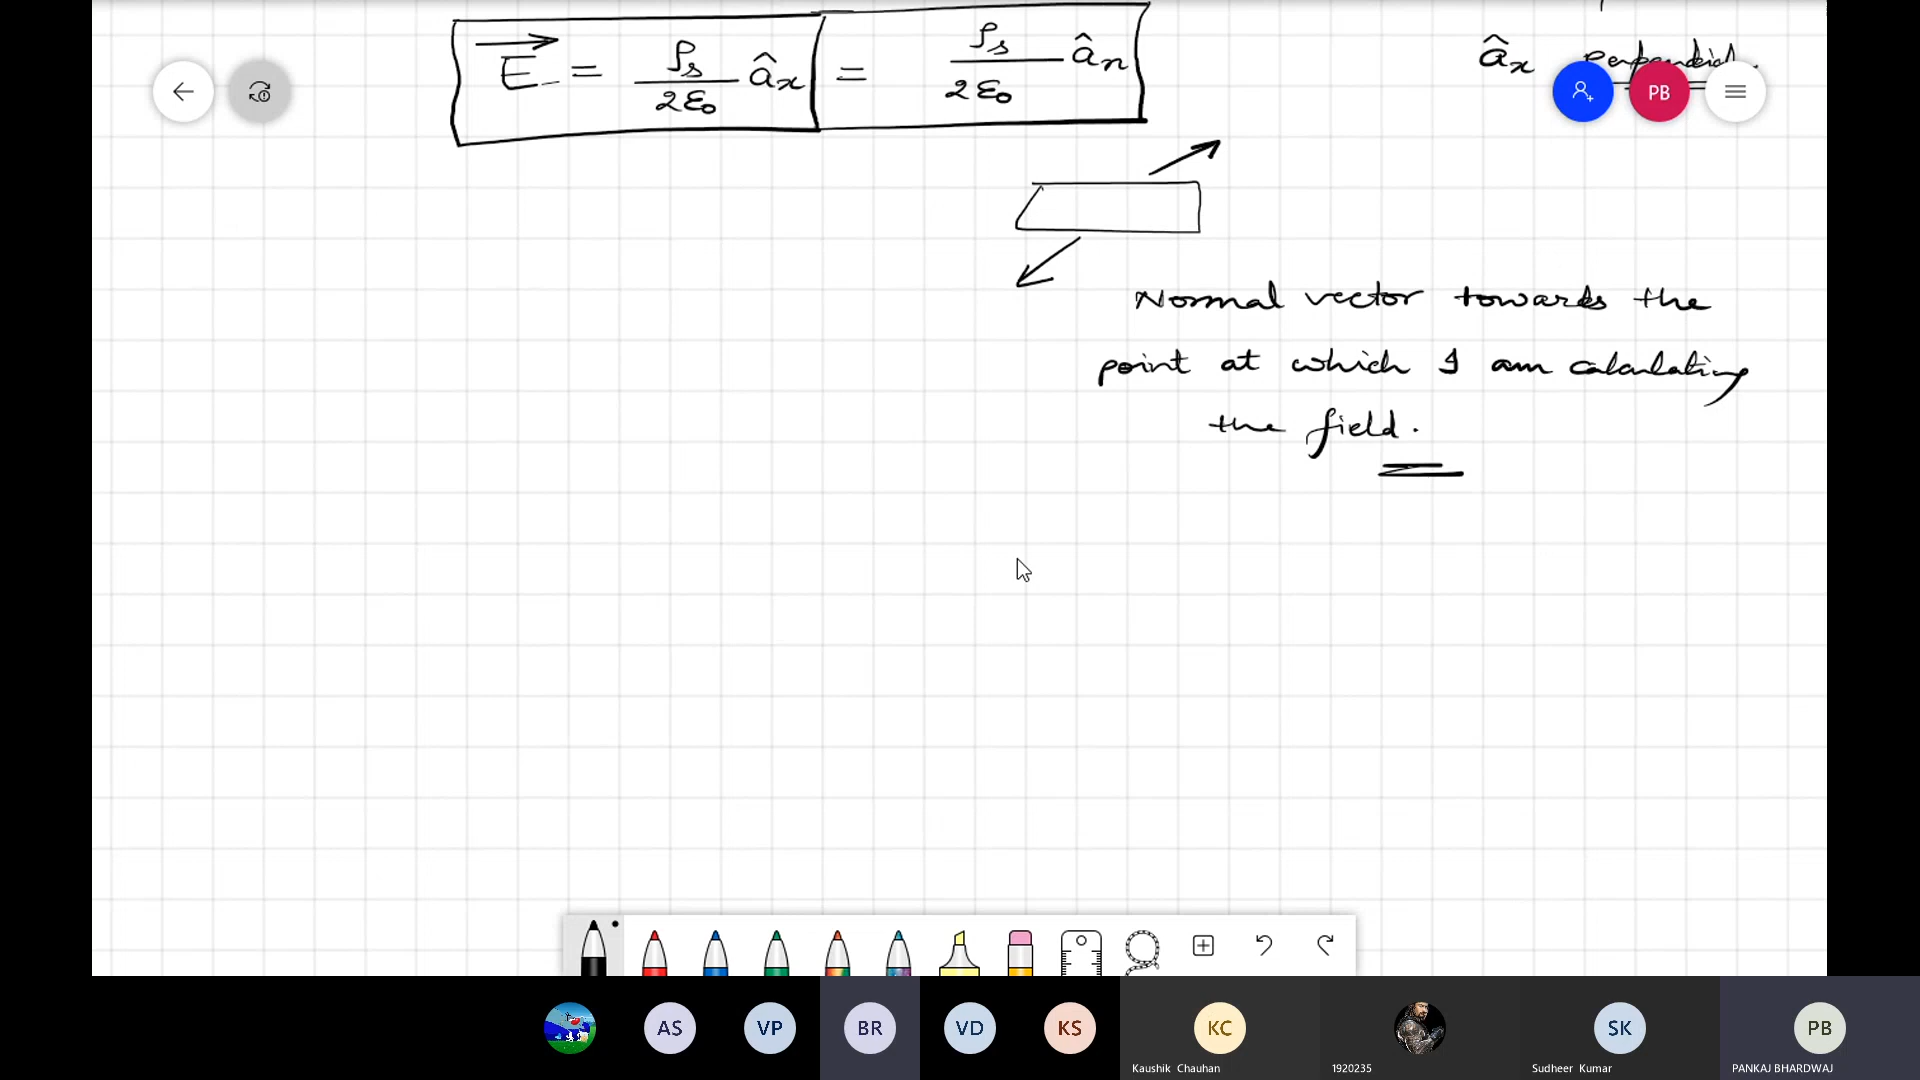 E⃗ = ρs/2ε₀ âx = ρs/2ε₀ ân
âx perpendicul.
PB
Normal vector towards the
point at which I am calculating
the field.
AS VP BR VD KS KC SK PB
Kaushik Chauhan 1920235 Sudheer Kumar PANKAJ BHARDWAJ